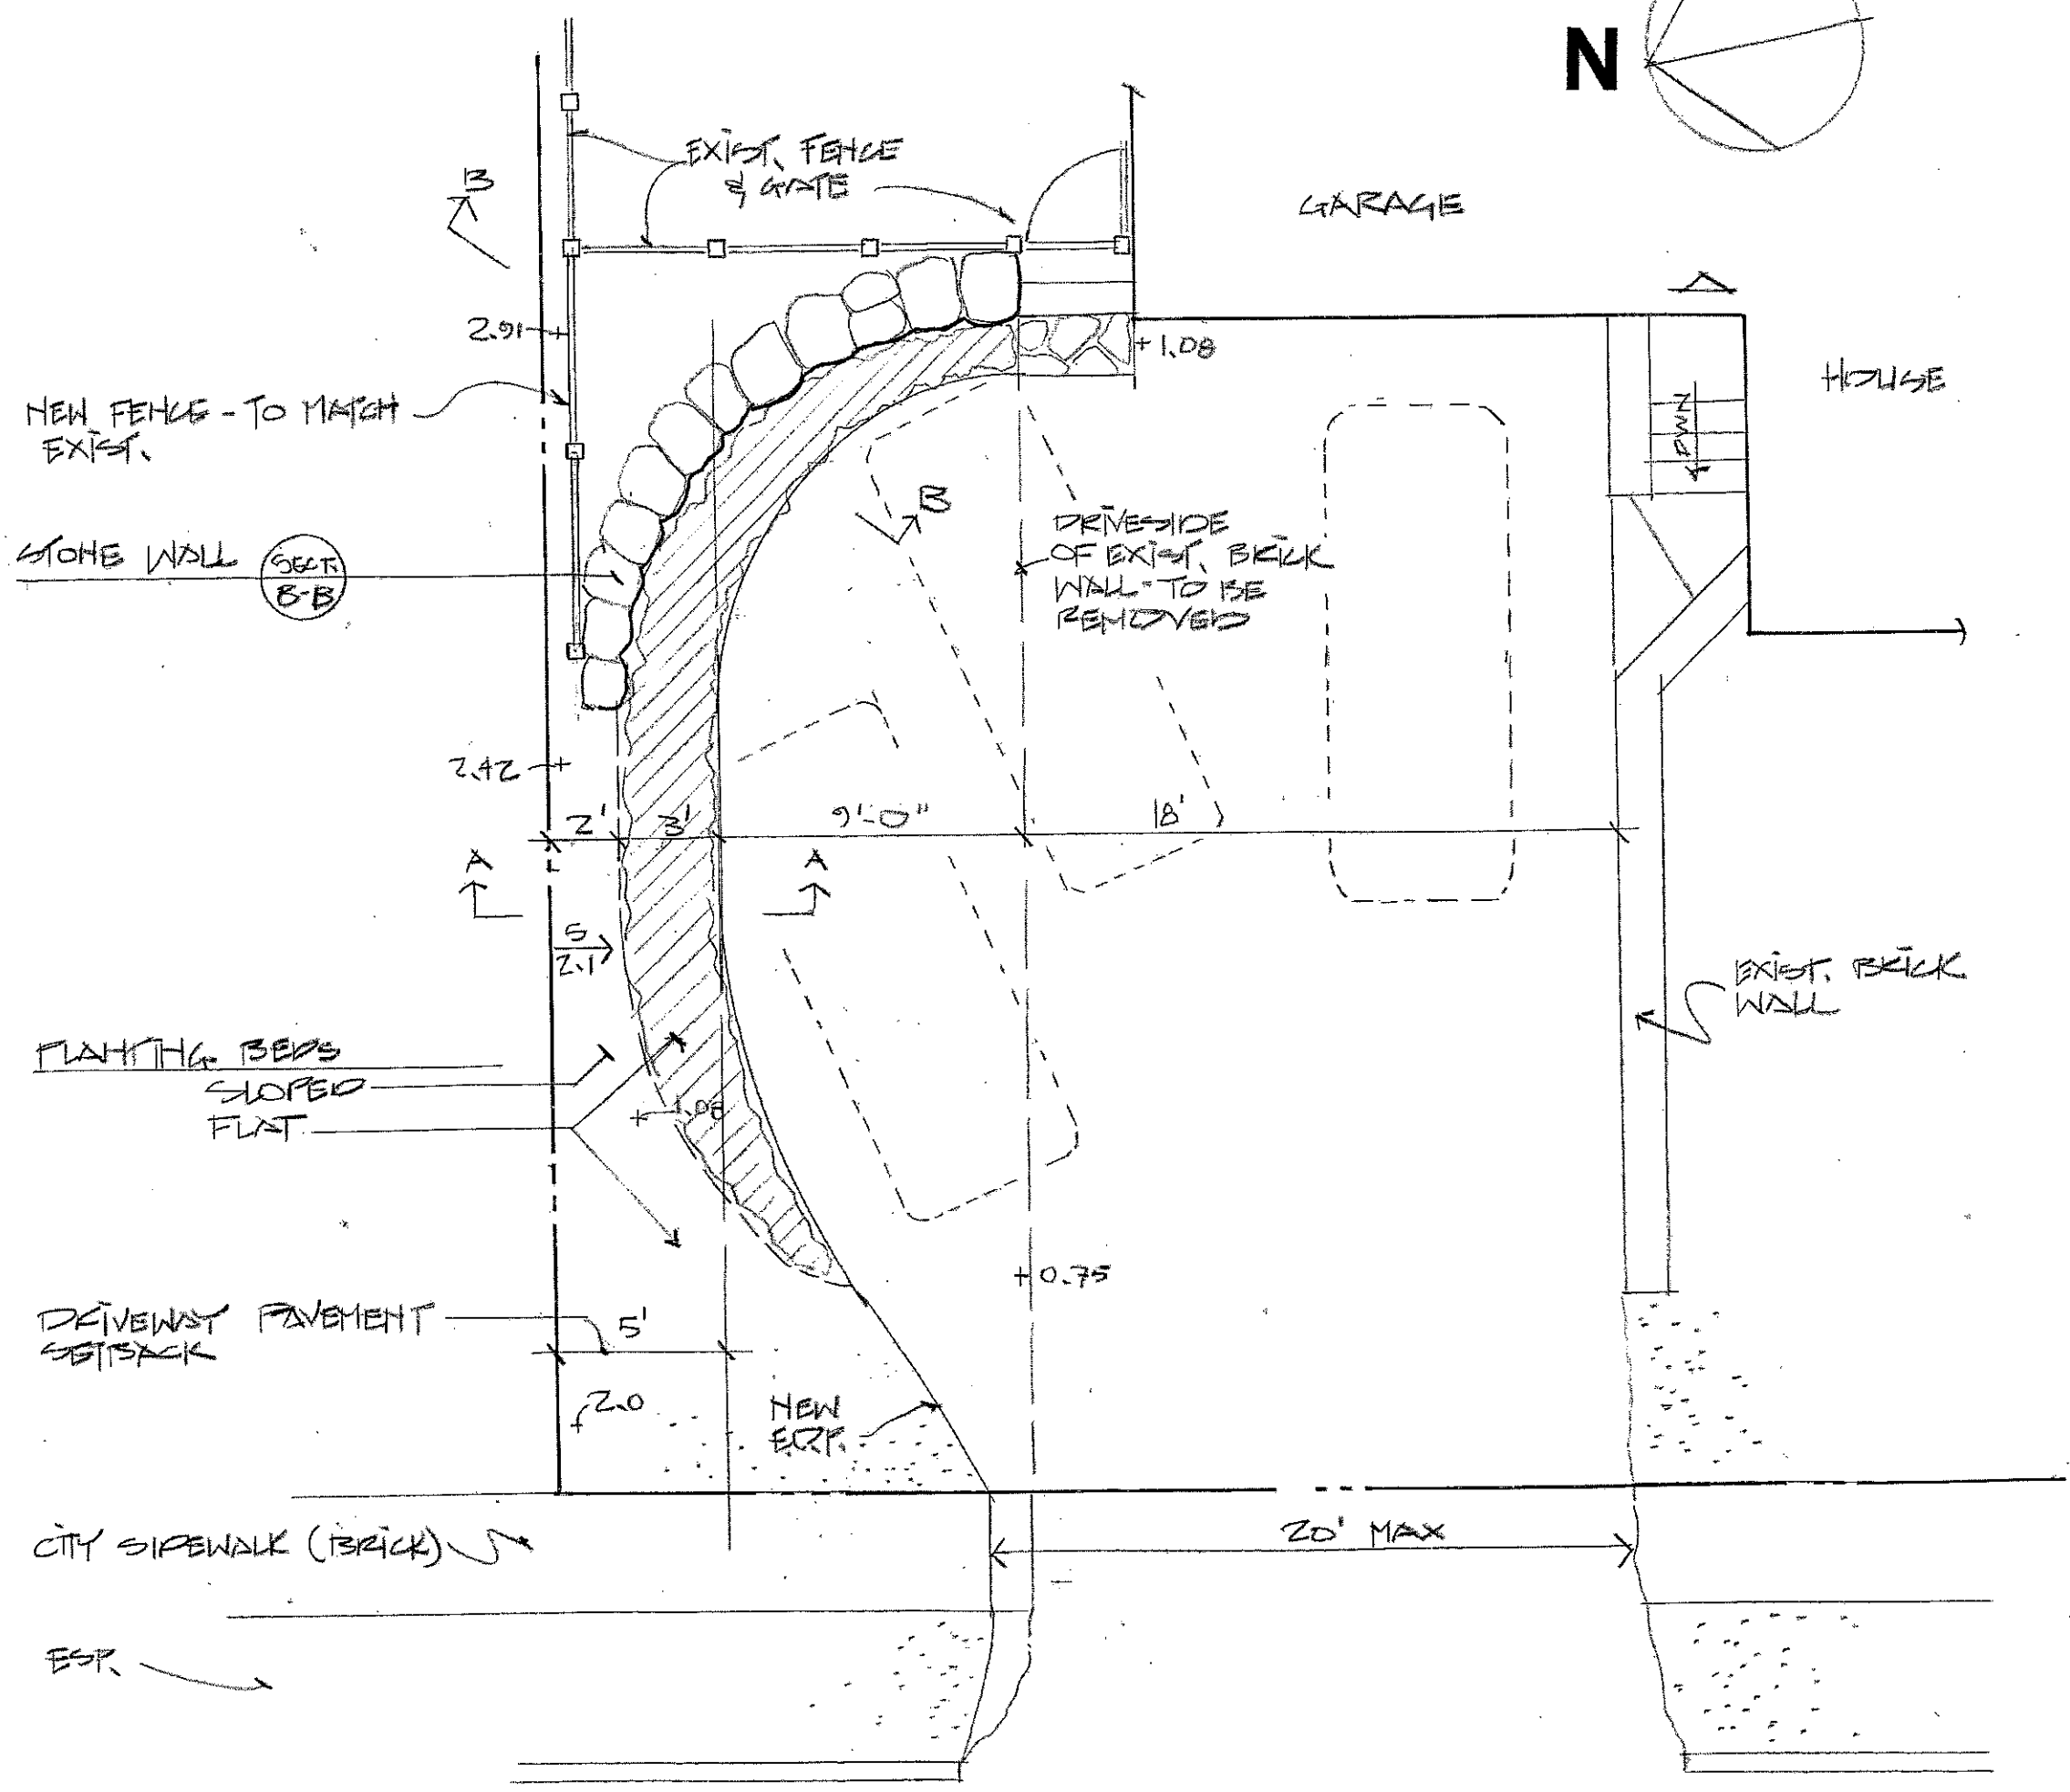 N
EXIST. FENCE
& GATE
B
GARAGE
2.91
1.08
HOUSE
NEW FENCE - TO MATCH
EXIST.
DWN
B
DRIVESIDE
OF EXIST. BRICK
WALL - TO BE
REMOVED
STONE WALL
SECT.
B-B
2.42
2'
3'
9'-0"
18'
A
A
S
2.1
EXIST. BRICK
WALL
PLANTING BEDS
SLOPED
FLAT
1.08
0.75
DRIVEWAY PAVEMENT
SETBACK
5'
2.0
NEW
E.O.P.
CITY SIDEWALK (BRICK)
20' MAX
ESP.